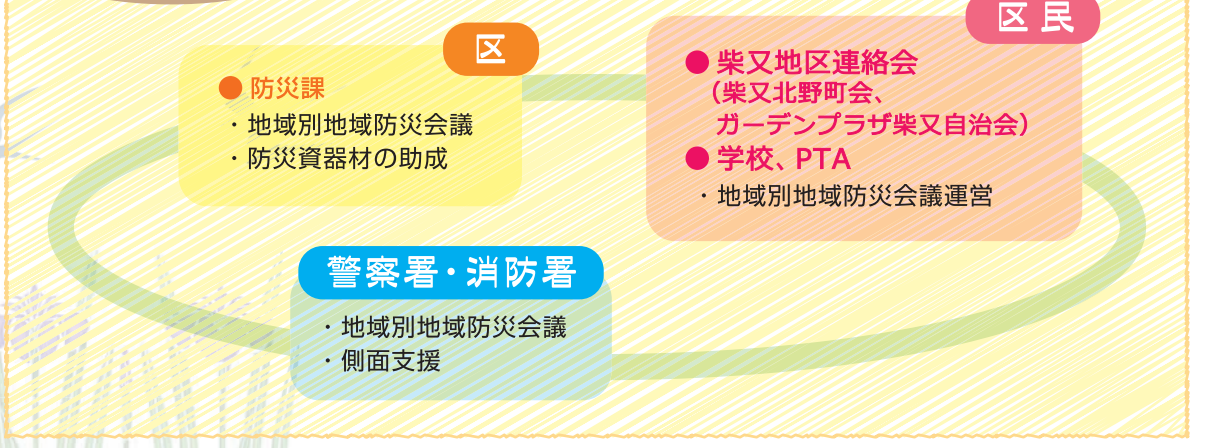 区
● 防災課
・地域別地域防災会議
・防災資器材の助成
区民
● 柴又地区連絡会
（柴又北野町会、
ガーデンプラザ柴又自治会）
● 学校、PTA
・地域別地域防災会議運営
警察署・消防署
・地域別地域防災会議
・側面支援